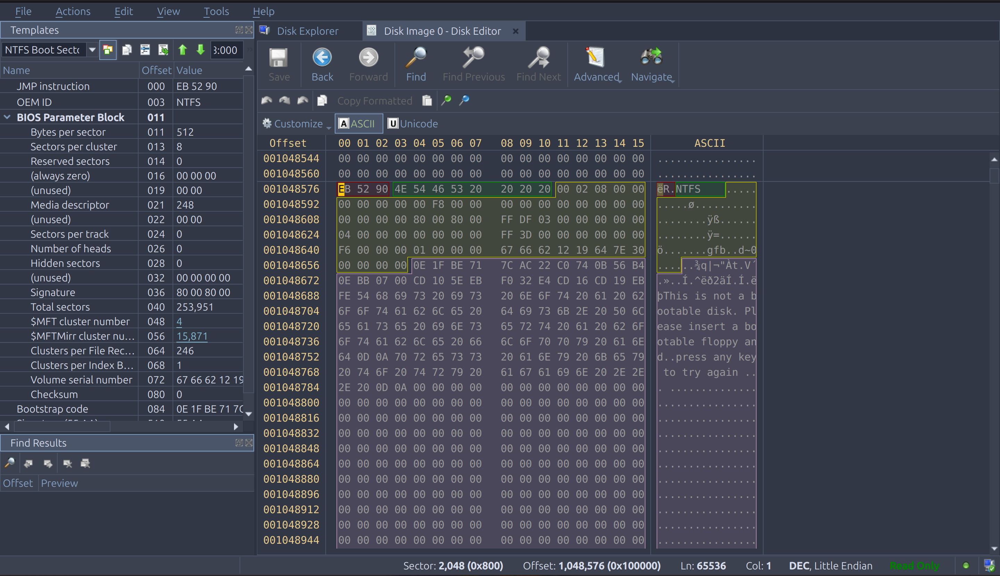 File Actions Edit View Tools Help
Templates
NTFS Boot Secto 3:000
Name Offset Value
JMP instruction 000 EB 52 90
OEM ID 003 NTFS
BIOS Parameter Block 011
Bytes per sector 011 512
Sectors per cluster 013 8
Reserved sectors 014 0
(always zero) 016 00 00 00
(unused) 019 00 00
Media descriptor 021 248
(unused) 022 00 00
Sectors per track 024 0
Number of heads 026 0
Hidden sectors 028 0
(unused) 032 00 00 00 00
Signature 036 80 00 80 00
Total sectors 040 253,951
$MFT cluster number 048 4
$MFTMirr cluster nu... 056 15,871
Clusters per File Rec... 064 246
Clusters per Index B... 068 1
Volume serial number 072 67 66 62 12 19
Checksum 080 0
Bootstrap code 084 0E 1F BE 71 7C
Find Results
Offset Preview
Disk Explorer Disk Image 0 - Disk Editor
Save Back Forward Find Find Previous Find Next Advanced Navigate
Copy Formatted
Customize A ASCII U Unicode
Offset 00 01 02 03 04 05 06 07 08 09 10 11 12 13 14 15 ASCII
001048544 00 00 00 00 00 00 00 00 00 00 00 00 00 00 00 00 ................
001048560 00 00 00 00 00 00 00 00 00 00 00 00 00 00 00 00 ................
001048576 EB 52 90 4E 54 46 53 20 20 20 20 00 02 08 00 00 ëR.NTFS    .....
001048592 00 00 00 00 00 F8 00 00 00 00 00 00 00 00 00 00 .....ø..........
001048608 00 00 00 00 80 00 80 00 FF DF 03 00 00 00 00 00 ........ÿß......
001048624 04 00 00 00 00 00 00 00 FF 3D 00 00 00 00 00 00 ........ÿ=......
001048640 F6 00 00 00 01 00 00 00 67 66 62 12 19 64 7E 30 ö.......gfb..d~0
001048656 00 00 00 00 0E 1F BE 71 7C AC 22 C0 74 0B 56 B4 ......¾q|¬"Àt.V´
001048672 0E BB 07 00 CD 10 5E EB F0 32 E4 CD 16 CD 19 EB .»..Í.^ëð2äÍ.Í.ë
001048688 FE 54 68 69 73 20 69 73 20 6E 6F 74 20 61 20 62 þThis is not a b
001048704 6F 6F 74 61 62 6C 65 20 64 69 73 6B 2E 20 50 6C ootable disk. Pl
001048720 65 61 73 65 20 69 6E 73 65 72 74 20 61 20 62 6F ease insert a bo
001048736 6F 74 61 62 6C 65 20 66 6C 6F 70 70 79 20 61 6E otable floppy an
001048752 64 0D 0A 70 72 65 73 73 20 61 6E 79 20 6B 65 79 d..press any key
001048768 20 74 6F 20 74 72 79 20 61 67 61 69 6E 20 2E 2E to try again ..
001048784 2E 20 0D 0A 00 00 00 00 00 00 00 00 00 00 00 00 . ..............
001048800 00 00 00 00 00 00 00 00 00 00 00 00 00 00 00 00 ................
001048816 00 00 00 00 00 00 00 00 00 00 00 00 00 00 00 00 ................
001048832 00 00 00 00 00 00 00 00 00 00 00 00 00 00 00 00 ................
001048848 00 00 00 00 00 00 00 00 00 00 00 00 00 00 00 00 ................
001048864 00 00 00 00 00 00 00 00 00 00 00 00 00 00 00 00 ................
001048880 00 00 00 00 00 00 00 00 00 00 00 00 00 00 00 00 ................
001048896 00 00 00 00 00 00 00 00 00 00 00 00 00 00 00 00 ................
001048912 00 00 00 00 00 00 00 00 00 00 00 00 00 00 00 00 ................
001048928 00 00 00 00 00 00 00 00 00 00 00 00 00 00 00 00 ................
001048944 00 00 00 00 00 00 00 00 00 00 00 00 00 00 00 00 ................
Sector: 2,048 (0x800) Offset: 1,048,576 (0x100000) Ln: 65536 Col: 1 DEC, Little Endian Read Only